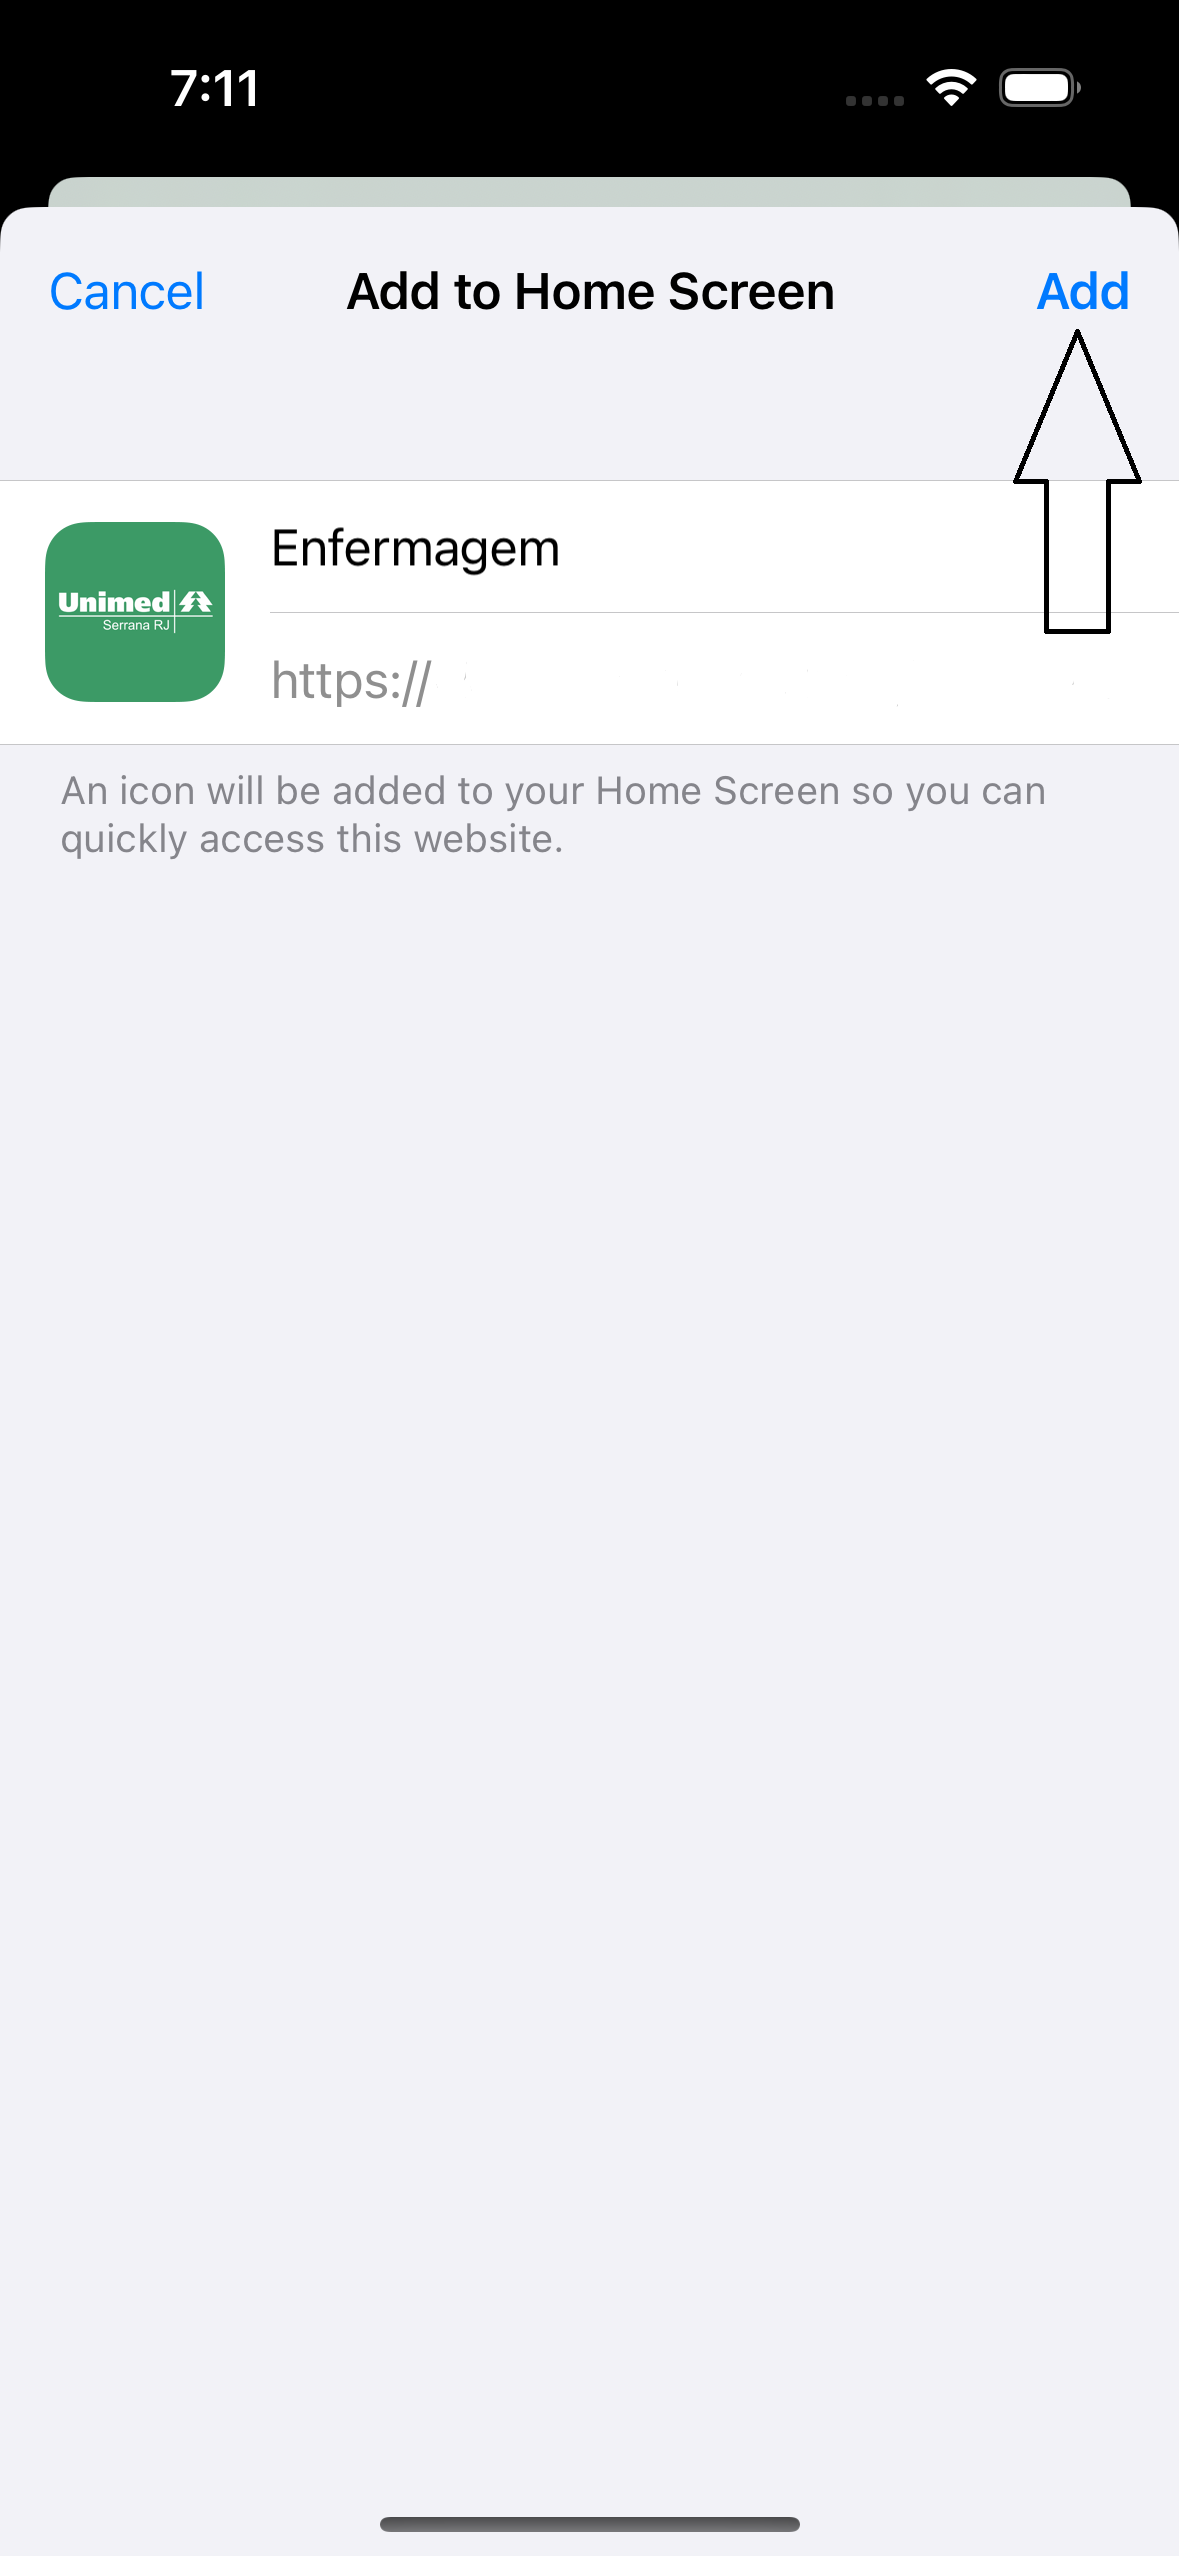 7:11
Cancel
Add to Home Screen
Add
Enfermagem
Unimed
Serrana RJ
https://
An icon will be added to your Home Screen so you can
quickly access this website.